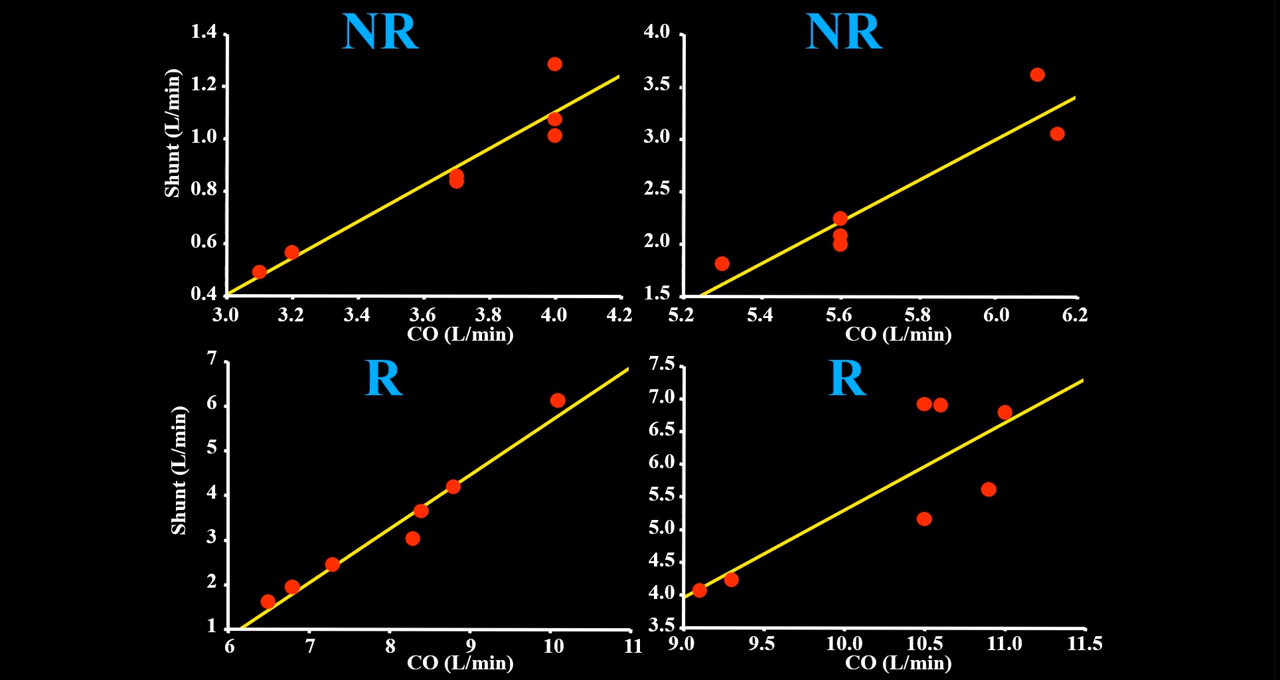 NR
NR
1.4
1.2
1.0
0.8
0.6
0.4
Shunt (L/min)
3.0 3.2 3.4 3.6 3.8 4.0 4.2
CO (L/min)
4.0
3.5
3.0
2.5
2.0
1.5
5.2 5.4 5.6 5.8 6.0 6.2
CO (L/min)
R
R
7
6
5
4
3
2
1
Shunt (L/min)
6 7 8 9 10 11
CO (L/min)
7.5
7.0
6.5
6.0
5.5
5.0
4.5
4.0
3.5
9.0 9.5 10.0 10.5 11.0 11.5
CO (L/min)